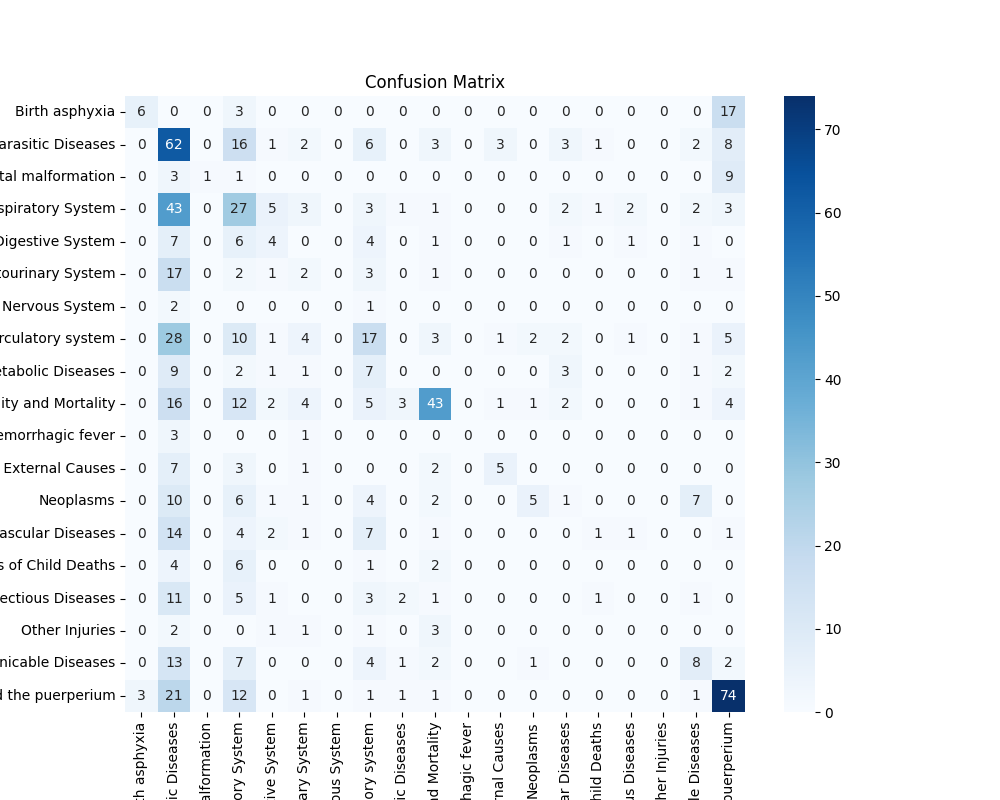 Confusion Matrix
Birth asphyxia 6 0 0 3 0 0 0 0 0 0 0 0 0 0 0 0 0 0 17
arasitic Diseases 0 62 0 16 1 2 0 6 0 3 0 3 0 3 1 0 0 2 8
tal malformation 0 3 1 1 0 0 0 0 0 0 0 0 0 0 0 0 0 0 9
spiratory System 0 43 0 27 5 3 0 3 1 1 0 0 0 2 1 2 0 2 3
Digestive System 0 7 0 6 4 0 0 4 0 1 0 0 0 1 0 1 0 1 0
tourinary System 0 17 0 2 1 2 0 3 0 1 0 0 0 0 0 0 0 1 1
Nervous System 0 2 0 0 0 0 0 1 0 0 0 0 0 0 0 0 0 0 0
rculatory system 0 28 0 10 1 4 0 17 0 3 0 1 2 2 0 1 0 1 5
etabolic Diseases 0 9 0 2 1 1 0 7 0 0 0 0 0 3 0 0 0 1 2
ity and Mortality 0 16 0 12 2 4 0 5 3 43 0 1 1 2 0 0 0 1 4
emorrhagic fever 0 3 0 0 0 1 0 0 0 0 0 0 0 0 0 0 0 0 0
External Causes 0 7 0 3 0 1 0 0 0 2 0 5 0 0 0 0 0 0 0
Neoplasms 0 10 0 6 1 1 0 4 0 2 0 0 5 1 0 0 0 7 0
ascular Diseases 0 14 0 4 2 1 0 7 0 1 0 0 0 0 1 1 0 0 1
s of Child Deaths 0 4 0 6 0 0 0 1 0 2 0 0 0 0 0 0 0 0 0
ectious Diseases 0 11 0 5 1 0 0 3 2 1 0 0 0 0 1 0 0 1 0
Other Injuries 0 2 0 0 1 1 0 1 0 3 0 0 0 0 0 0 0 0 0
nicable Diseases 0 13 0 7 0 0 0 4 1 2 0 0 1 0 0 0 0 8 2
d the puerperium 3 21 0 12 0 1 0 1 1 1 0 0 0 0 0 0 0 1 74
th asphyxia
ic Diseases
alformation
ory System
tive System
ary System
ous System
ory system
ic Diseases
nd Mortality
hagic fever
rnal Causes
Neoplasms
ar Diseases
hild Deaths
us Diseases
her Injuries
le Diseases
puerperium
70
60
50
40
30
20
10
0